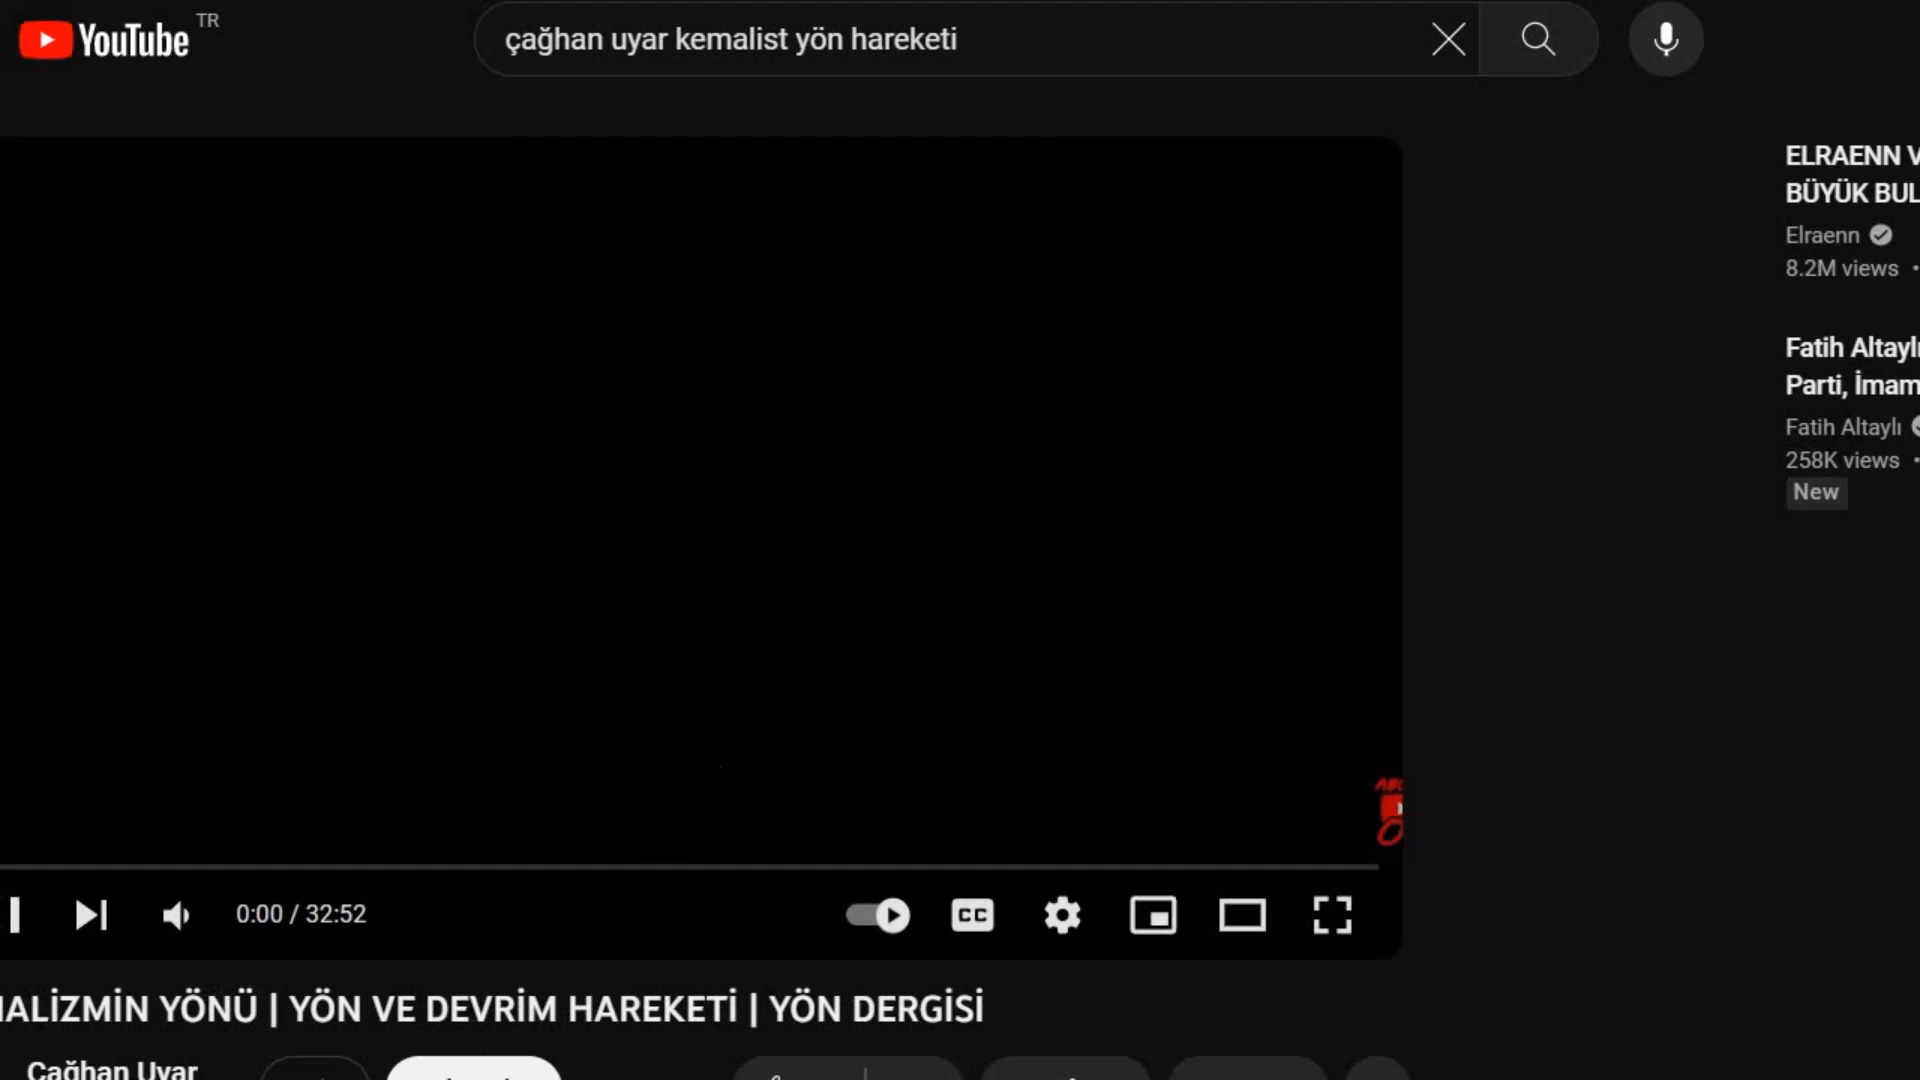 YouTube TR
çağhan uyar kemalist yön hareketi
ELRAENN V
BÜYÜK BUL
Elraenn
8.2M views •
Fatih Altaylı
Parti, İmam
Fatih Altaylı
258K views •
New
0:00 / 32:52
CC
ALİZMİN YÖNÜ | YÖN VE DEVRİM HAREKETİ | YÖN DERGİSİ
Çağhan Uyar